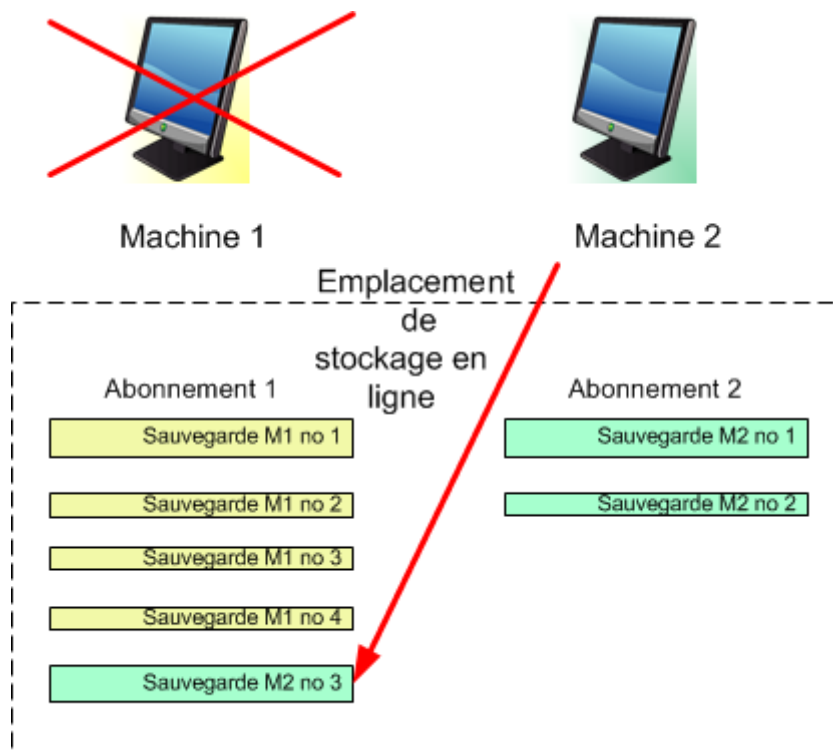 Machine 1
Machine 2
Emplacement
de
stockage en
ligne
Abonnement 1
Sauvegarde M1 no 1
Sauvegarde M1 no 2
Sauvegarde M1 no 3
Sauvegarde M1 no 4
Sauvegarde M2 no 3
Abonnement 2
Sauvegarde M2 no 1
Sauvegarde M2 no 2